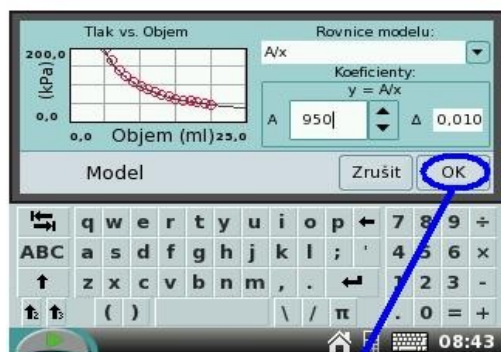 Tlak vs. Objem
Rovnice modelu:
200,0
(kPa)
0,0
0,0 Objem (ml) 25,0
A/x
Koeficienty:
y = A/x
A 950 Δ 0,010
Model
Zrušit OK
q w e r t y u i o p 7 8 9 ÷
ABC a s d f g h j k l ; ' 4 5 6 ×
z x c v b n m , . 1 2 3 -
( ) \ / π . 0 = +
08:43